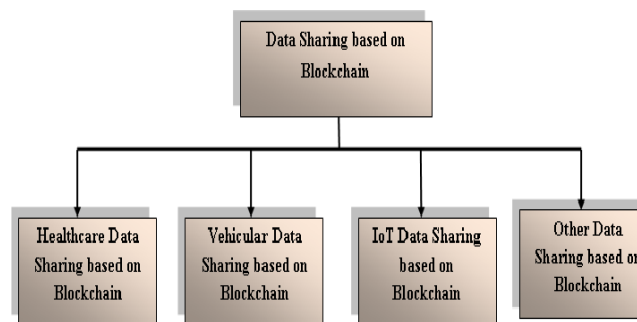 Data Sharing based on
Blockchain
Healthcare Data
Sharing based on
Blockchain
Vehicular Data
Sharing based on
Blockchain
IoT Data Sharing
based on
Blockchain
Other Data
Sharing based on
Blockchain